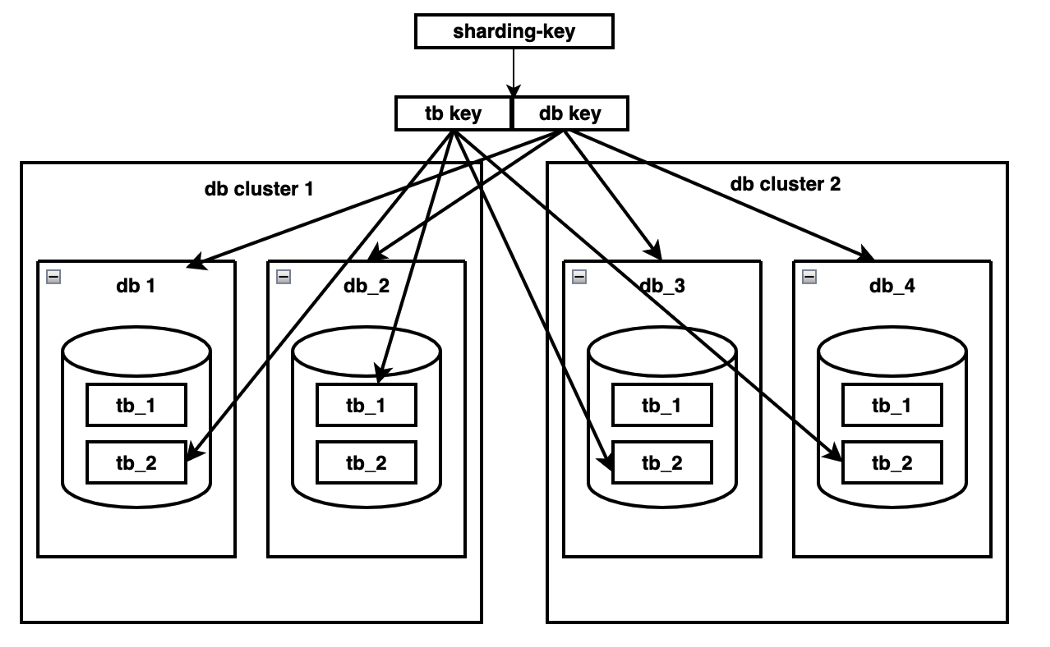 sharding-key
tb key db key
db cluster 1
db cluster 2
db 1
db_2
db_3
db_4
tb_1
tb_1
tb_1
tb_1
tb_2
tb_2
tb_2
tb_2